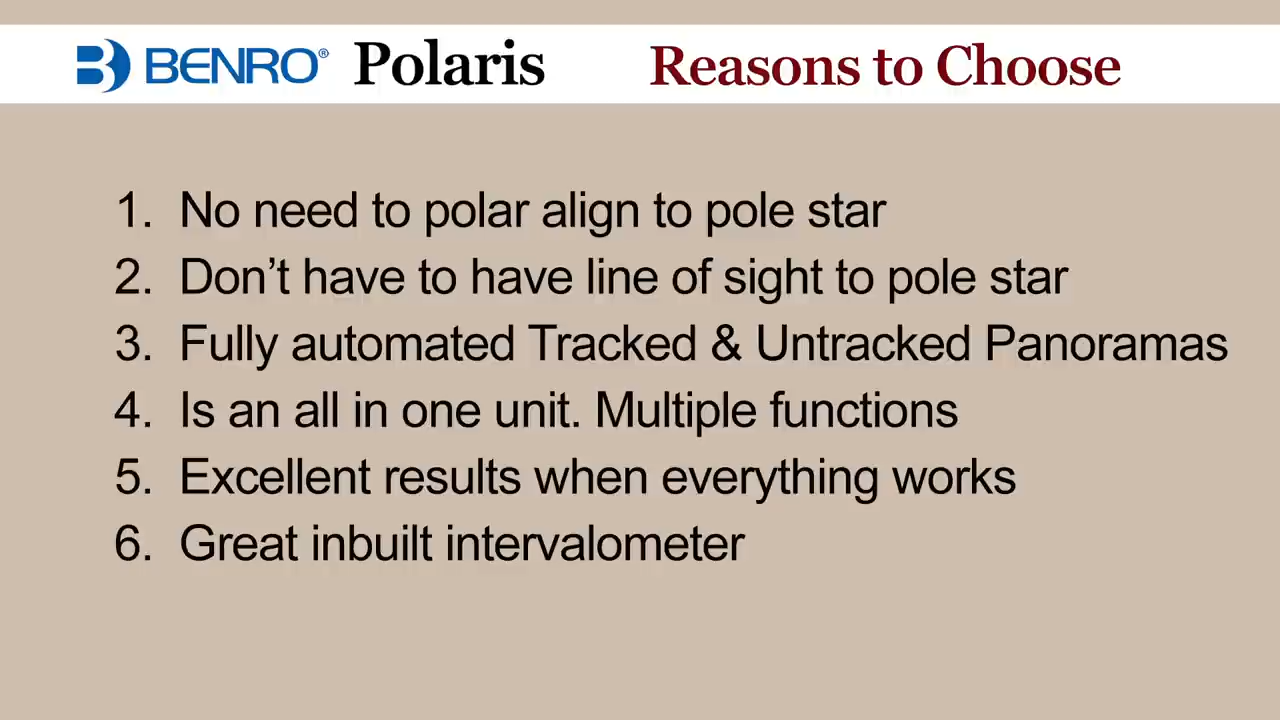 BENRO® Polaris Reasons to Choose
1. No need to polar align to pole star
2. Don’t have to have line of sight to pole star
3. Fully automated Tracked & Untracked Panoramas
4. Is an all in one unit. Multiple functions
5. Excellent results when everything works
6. Great inbuilt intervalometer